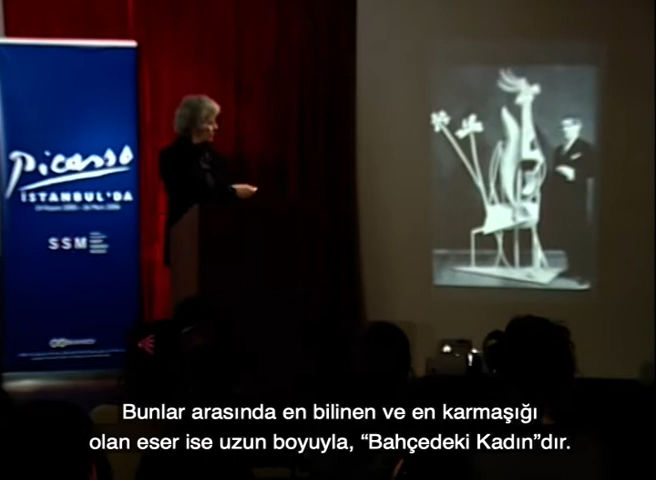 Picasso
İSTANBUL'DA
SSM
Bunlar arasında en bilinen ve en karmaşığı
olan eser ise uzun boyuyla, “Bahçedeki Kadın”dır.